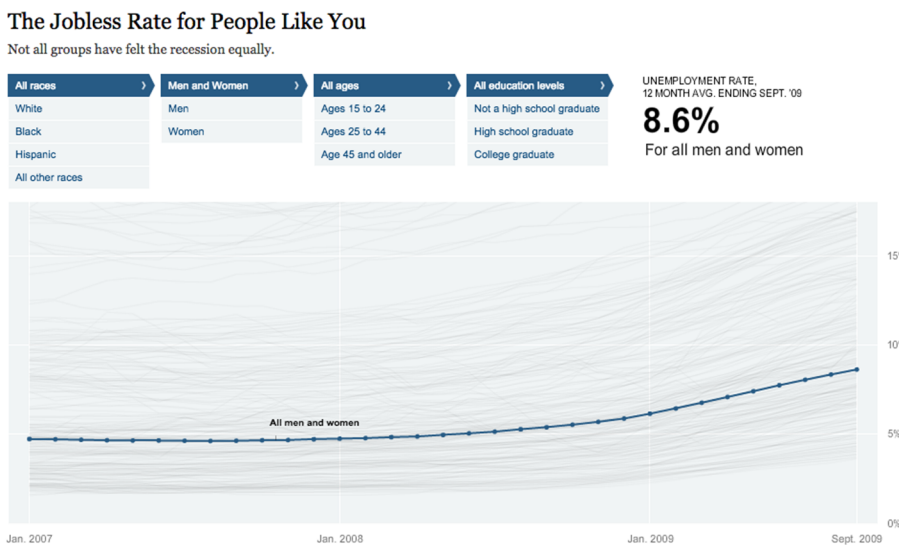 The Jobless Rate for People Like You
Not all groups have felt the recession equally.
All races
White
Black
Hispanic
All other races
Men and Women
Men
Women
All ages
Ages 15 to 24
Ages 25 to 44
Age 45 and older
All education levels
Not a high school graduate
High school graduate
College graduate
UNEMPLOYMENT RATE,
12 MONTH AVG. ENDING SEPT. '09
8.6%
For all men and women
15%
10%
All men and women
5%
0%
Jan. 2007
Jan. 2008
Jan. 2009
Sept. 2009